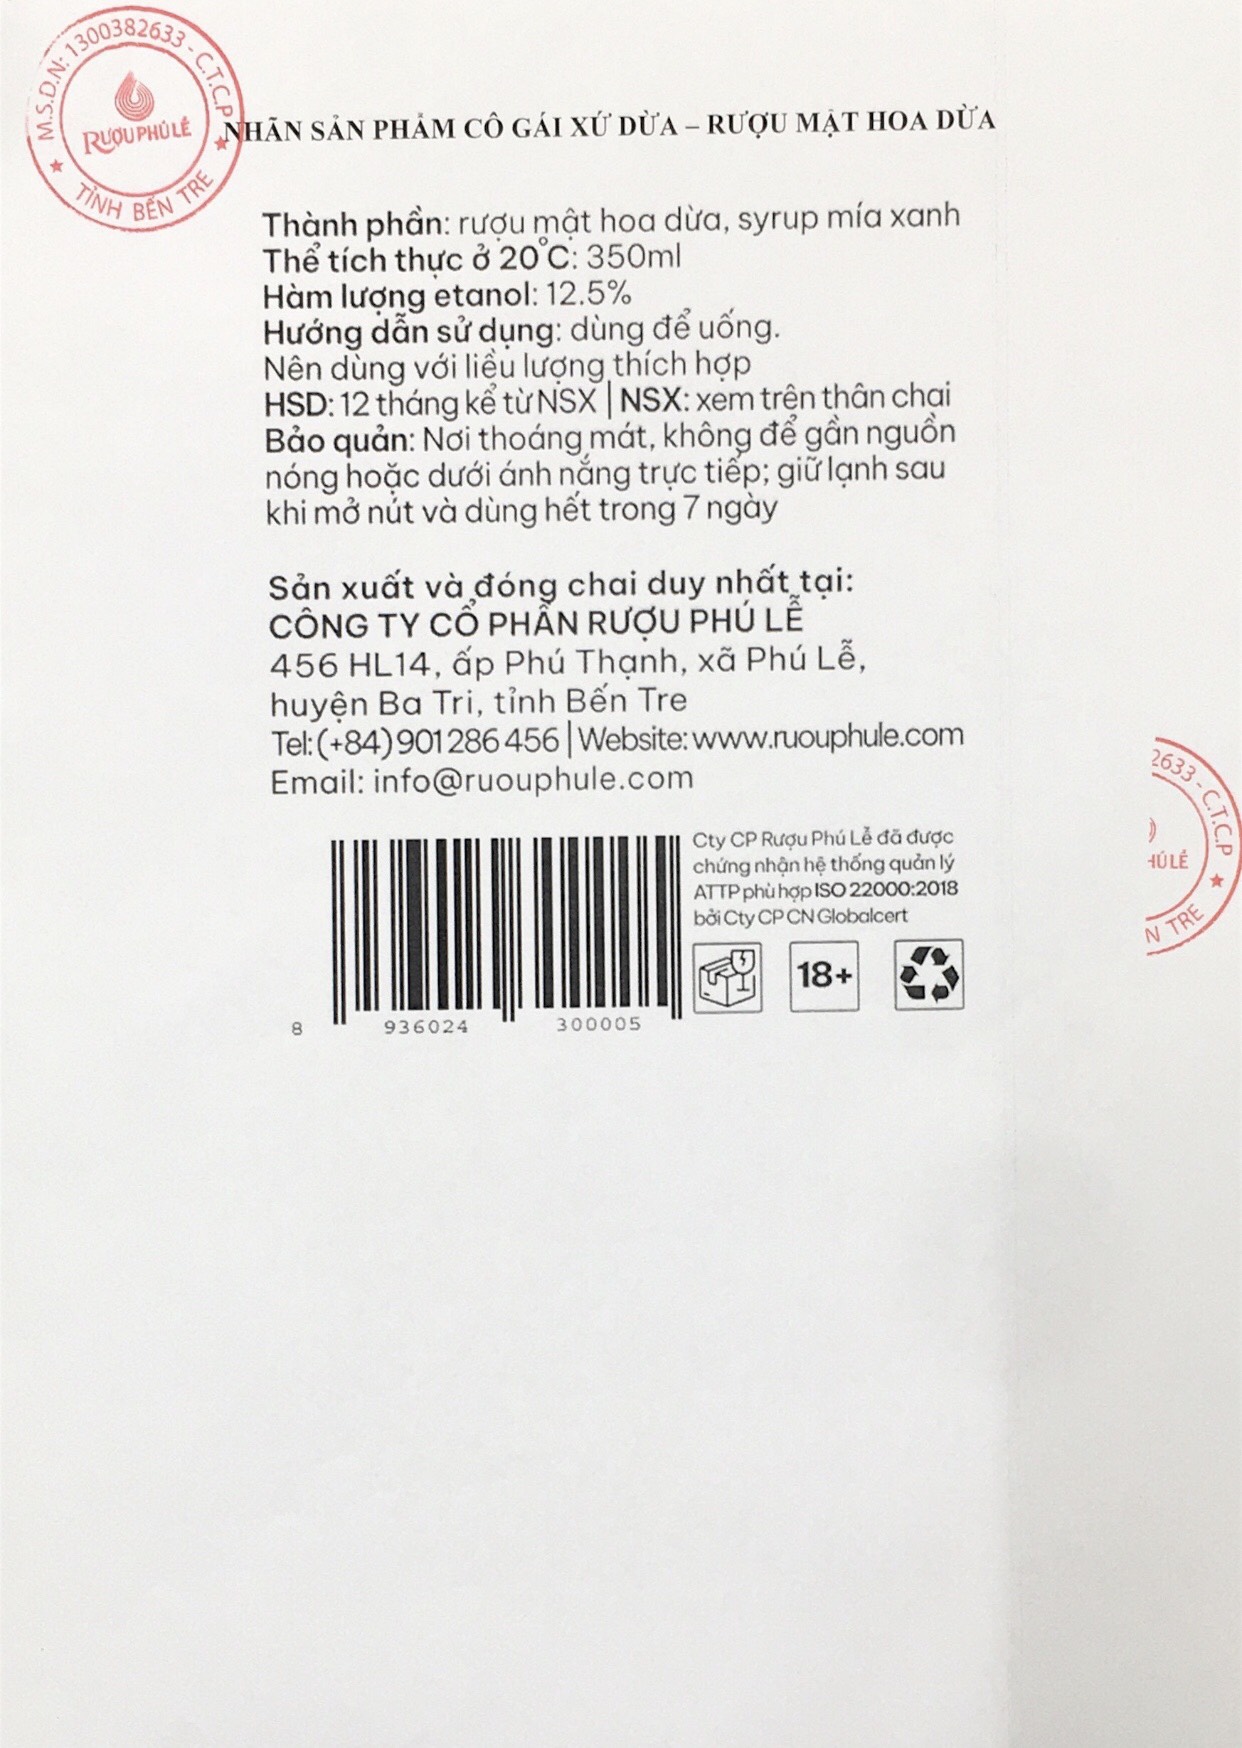 M.S.D.N: 1300382633 - C.T.C.P
RƯỢU PHÚ LỄ
TỈNH BẾN TRE
NHÃN SẢN PHẨM CÔ GÁI XỨ DỪA – RƯỢU MẬT HOA DỪA
Thành phần: rượu mật hoa dừa, syrup mía xanh
Thể tích thực ở 20°C: 350ml
Hàm lượng etanol: 12.5%
Hướng dẫn sử dụng: dùng để uống.
Nên dùng với liều lượng thích hợp
HSD: 12 tháng kể từ NSX | NSX: xem trên thân chai
Bảo quản: Nơi thoáng mát, không để gần nguồn
nóng hoặc dưới ánh nắng trực tiếp; giữ lạnh sau
khi mở nút và dùng hết trong 7 ngày
Sản xuất và đóng chai duy nhất tại:
CÔNG TY CỔ PHẦN RƯỢU PHÚ LỄ
456 HL14, ấp Phú Thạnh, xã Phú Lễ,
huyện Ba Tri, tỉnh Bến Tre
Tel: (+84) 901 286 456 | Website: www.ruouphule.com
Email: info@ruouphule.com
Cty CP Rượu Phú Lễ đã được
chứng nhận hệ thống quản lý
ATTP phù hợp ISO 22000:2018
bởi Cty CP CN Globalcert
18+
8 936024 300005
2633 - C.T.C.P
HÚ LỄ
N TRE